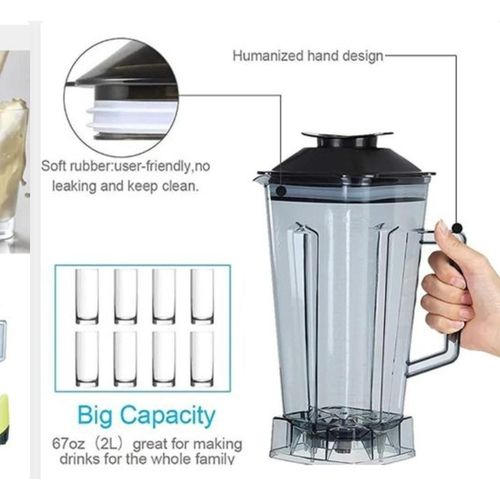 Humanized hand design
Soft rubber:user-friendly,no
leaking and keep clean.
Big Capacity
67oz（2L）great for making
drinks for the whole family